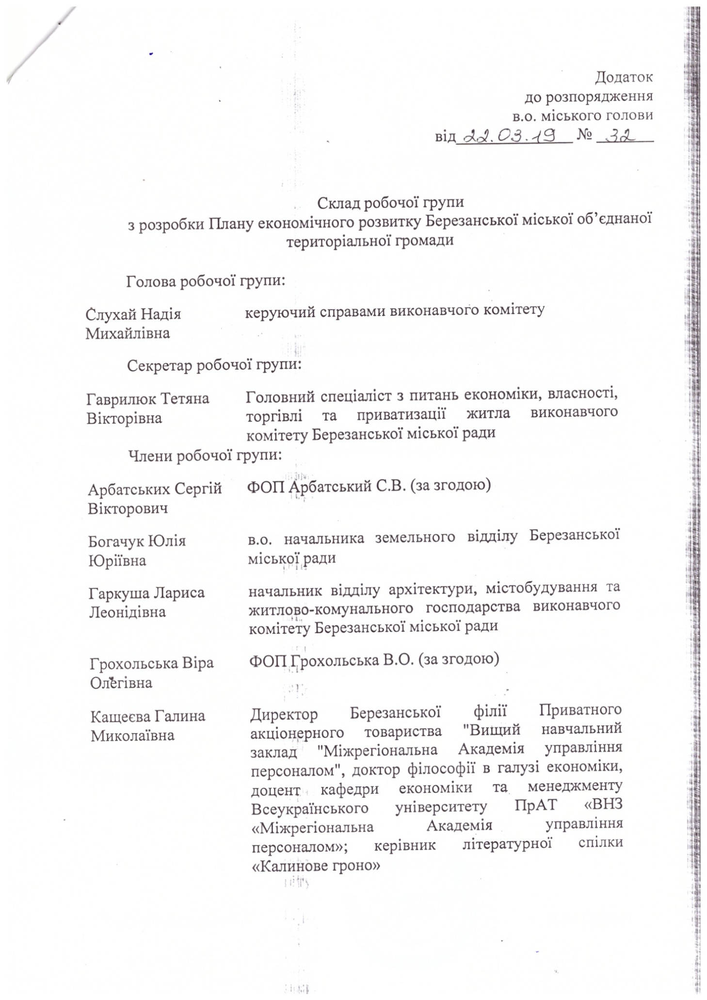 Додаток
до розпорядження
в.о. міського голови
від 22.03.19 № 32
Склад робочої групи
з розробки Плану економічного розвитку Березанської міської об’єднаної
територіальної громади
Голова робочої групи:
Слухай Надія керуючий справами виконавчого комітету
Михайлівна
Секретар робочої групи:
Гаврилюк Тетяна Головний спеціаліст з питань економіки, власності,
Вікторівна торгівлі та приватизації житла виконавчого
комітету Березанської міської ради
Члени робочої групи:
Арбатських Сергій ФОП Арбатський С.В. (за згодою)
Вікторович
Богачук Юлія в.о. начальника земельного відділу Березанської
Юріївна міської ради
Гаркуша Лариса начальник відділу архітектури, містобудування та
Леонідівна житлово-комунального господарства виконавчого
комітету Березанської міської ради
Грохольська Віра ФОП Грохольська В.О. (за згодою)
Олегівна
Кащеєва Галина Директор Березанської філії Приватного
Миколаївна акціонерного товариства "Вищий навчальний
заклад "Міжрегіональна Академія управління
персоналом", доктор філософії в галузі економіки,
доцент кафедри економіки та менеджменту
Всеукраїнського університету ПрАТ «ВНЗ
«Міжрегіональна Академія управління
персоналом»; керівник літературної спілки
«Калинове гроно»